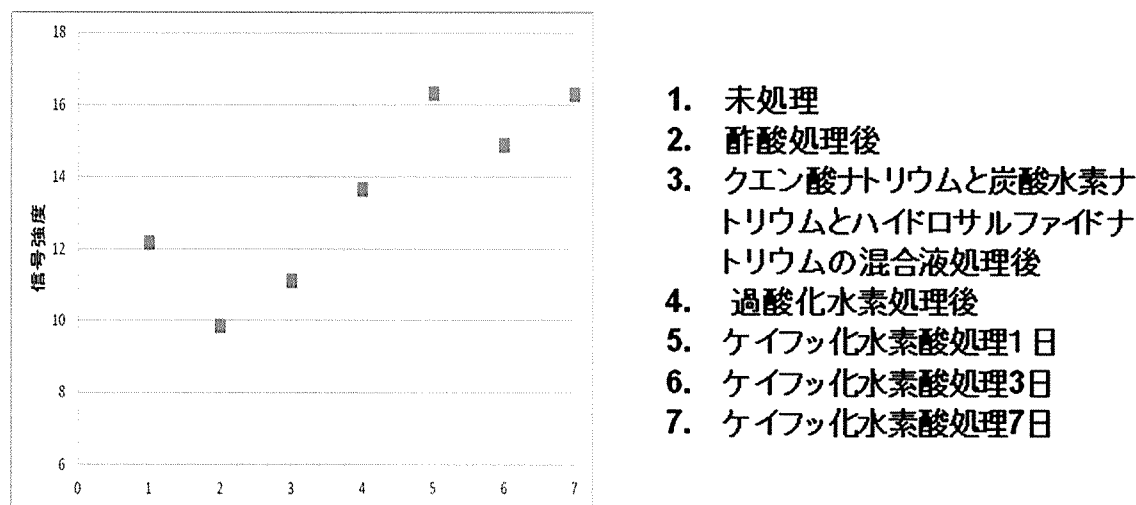 18
16
14
12
10
8
6
信号強度
0 1 2 3 4 5 6 7
1. 未処理
2. 酢酸処理後
3. クエン酸ナトリウムと炭酸水素ナ
トリウムとハイドロサルファイドナ
トリウムの混合液処理後
4. 過酸化水素処理後
5. ケイフッ化水素酸処理1日
6. ケイフッ化水素酸処理3日
7. ケイフッ化水素酸処理7日